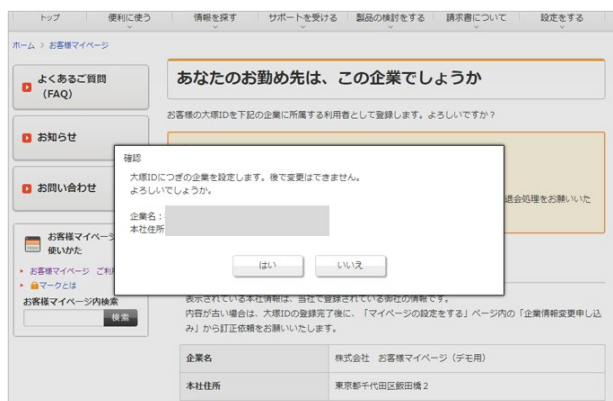 トップ 便利に使う 情報を探す サポートを受ける 製品の検討をする 請求書について 設定をする
ホーム > お客様マイページ
よくあるご質問
(FAQ)
お知らせ
お問い合わせ
お客様マイページ
使いかた
お客様マイページ ご利
マークとは
お客様マイページ内検索
検索
あなたのお勤め先は、この企業でしょうか
お客様の大塚IDを下記の企業に所属する利用者として登録します。よろしいですか？
退会処理をお願いいた
確認
大塚IDにつぎの企業を設定します。後で変更はできません。
よろしいでしょうか。
企業名：
本社住所
はい いいえ
表示されている本社情報は、当社で登録されている御社の情報です。
内容が古い場合は、大塚IDの登録完了後に、「マイページの設定をする」ページ内の「企業情報変更申し込
み」から訂正依頼をお願いいたします。
企業名 株式会社 お客様マイページ（デモ用）
本社住所 東京都千代田区飯田橋２